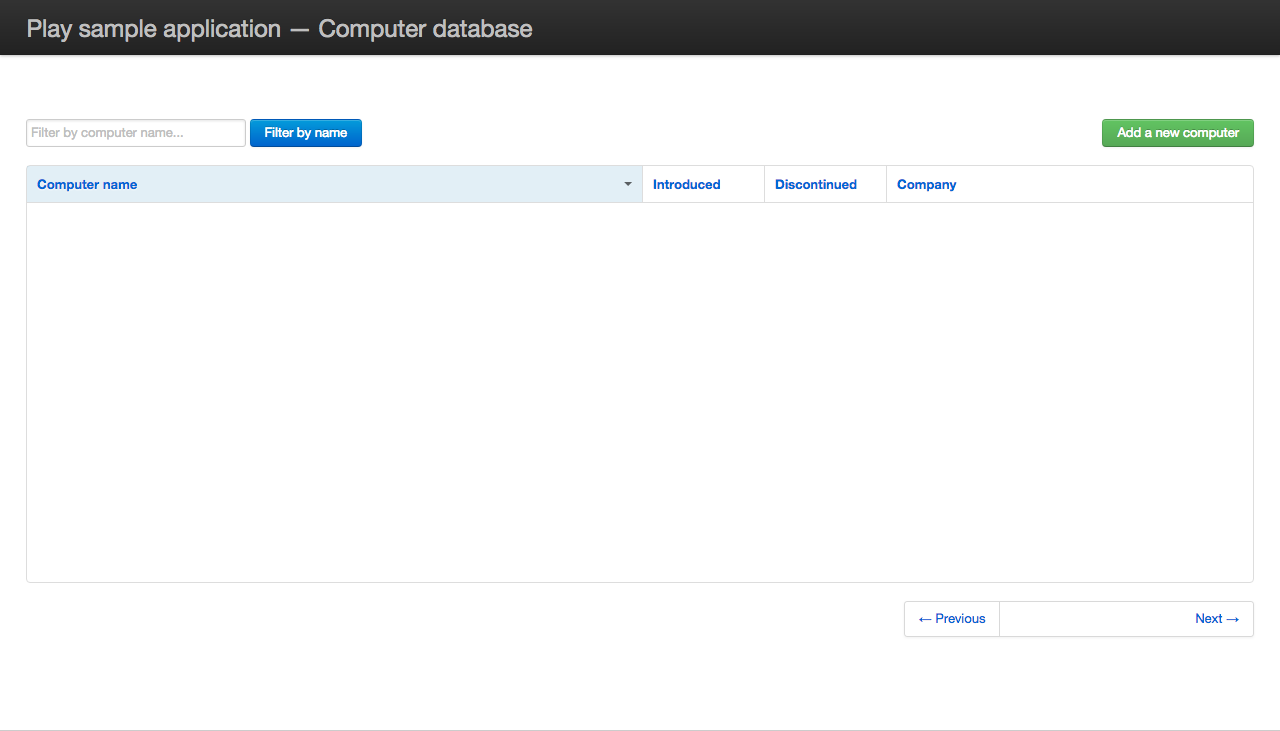 Play sample application — Computer database
Filter by computer name... Filter by name Add a new computer
Computer name Introduced Discontinued Company
← Previous Next →